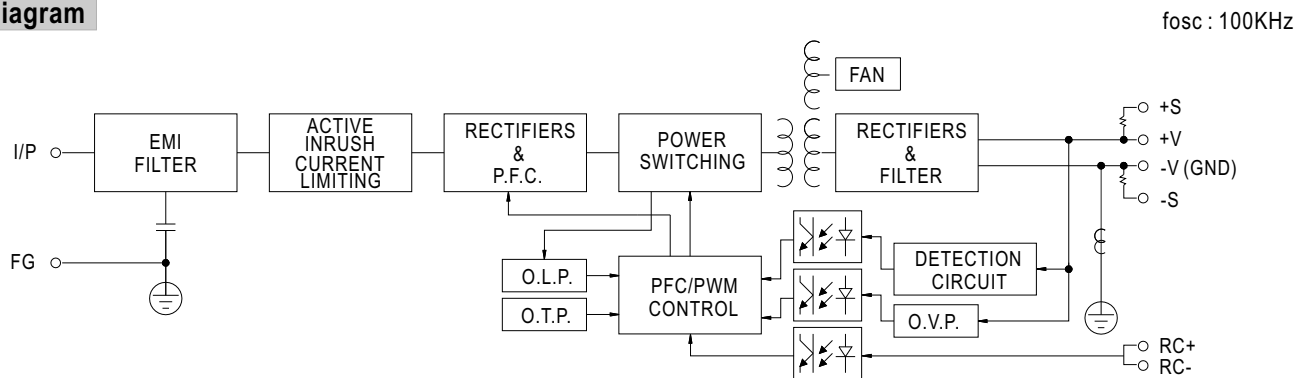 iagram
fosc : 100KHz
FAN
I/P
EMI
FILTER
ACTIVE
INRUSH
CURRENT
LIMITING
RECTIFIERS
&
P.F.C.
POWER
SWITCHING
RECTIFIERS
&
FILTER
+S
+V
-V (GND)
-S
FG
O.L.P.
O.T.P.
PFC/PWM
CONTROL
DETECTION
CIRCUIT
O.V.P.
RC+
RC-